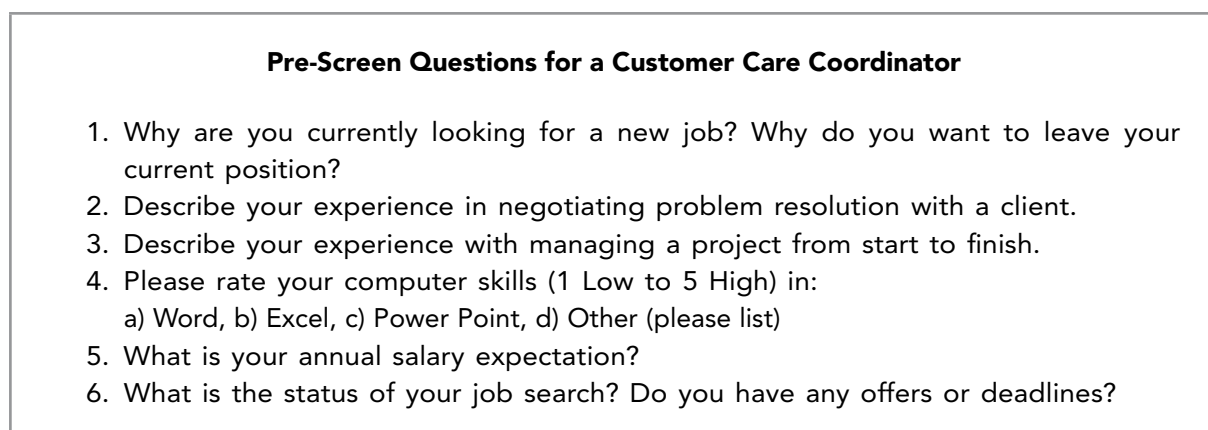 Pre-Screen Questions for a Customer Care Coordinator
1. Why are you currently looking for a new job? Why do you want to leave your
current position?
2. Describe your experience in negotiating problem resolution with a client.
3. Describe your experience with managing a project from start to finish.
4. Please rate your computer skills (1 Low to 5 High) in:
a) Word, b) Excel, c) Power Point, d) Other (please list)
5. What is your annual salary expectation?
6. What is the status of your job search? Do you have any offers or deadlines?